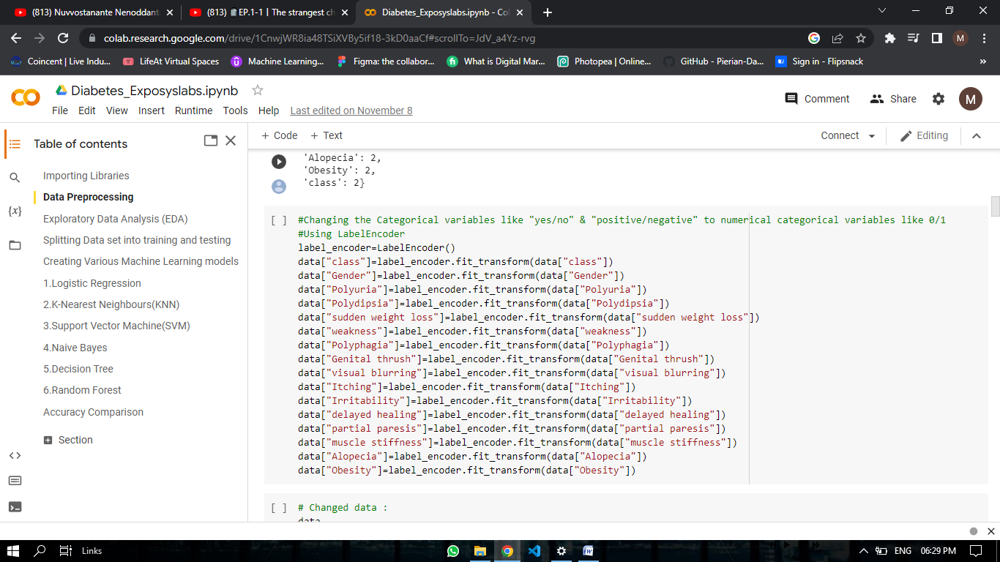 (813) Nuvvostanante Nenoddanta
(813) EP.1-1 | The strangest ch
Diabetes_Exposyslabs.ipynb - Col
colab.research.google.com/drive/1CnwjWR8ia48TSiXVBy5if18-3kD0aaCf#scrollTo=JdV_a4Yz-rvg
M
Coincent | Live Indu...
LifeAt Virtual Spaces
Machine Learning...
Figma: the collabor...
What is Digital Mar...
Photopea | Online...
GitHub - Pierian-Da...
Sign in - Flipsnack
»
CO
Diabetes_Exposyslabs.ipynb
File Edit View Insert Runtime Tools Help Last edited on November 8
Comment
Share
M
Table of contents
Importing Libraries
Data Preprocessing
Exploratory Data Analysis (EDA)
Splitting Data set into training and testing
Creating Various Machine Learning models
1.Logistic Regression
2.K-Nearest Neighbours(KNN)
3.Support Vector Machine(SVM)
4.Naive Bayes
5.Decision Tree
6.Random Forest
Accuracy Comparison
Section
{x}
<>
+ Code + Text
Connect
Editing
'Alopecia': 2,
'Obesity': 2,
'class': 2}
[ ] #Changing the Categorical variables like "yes/no" & "positive/negative" to numerical categorical variables like 0/1
#Using LabelEncoder
label_encoder=LabelEncoder()
data["class"]=label_encoder.fit_transform(data["class"])
data["Gender"]=label_encoder.fit_transform(data["Gender"])
data["Polyuria"]=label_encoder.fit_transform(data["Polyuria"])
data["Polydipsia"]=label_encoder.fit_transform(data["Polydipsia"])
data["sudden weight loss"]=label_encoder.fit_transform(data["sudden weight loss"])
data["weakness"]=label_encoder.fit_transform(data["weakness"])
data["Polyphagia"]=label_encoder.fit_transform(data["Polyphagia"])
data["Genital thrush"]=label_encoder.fit_transform(data["Genital thrush"])
data["visual blurring"]=label_encoder.fit_transform(data["visual blurring"])
data["Itching"]=label_encoder.fit_transform(data["Itching"])
data["Irritability"]=label_encoder.fit_transform(data["Irritability"])
data["delayed healing"]=label_encoder.fit_transform(data["delayed healing"])
data["partial paresis"]=label_encoder.fit_transform(data["partial paresis"])
data["muscle stiffness"]=label_encoder.fit_transform(data["muscle stiffness"])
data["Alopecia"]=label_encoder.fit_transform(data["Alopecia"])
data["Obesity"]=label_encoder.fit_transform(data["Obesity"])
[ ] # Changed data :
data
Links
ENG
06:29 PM